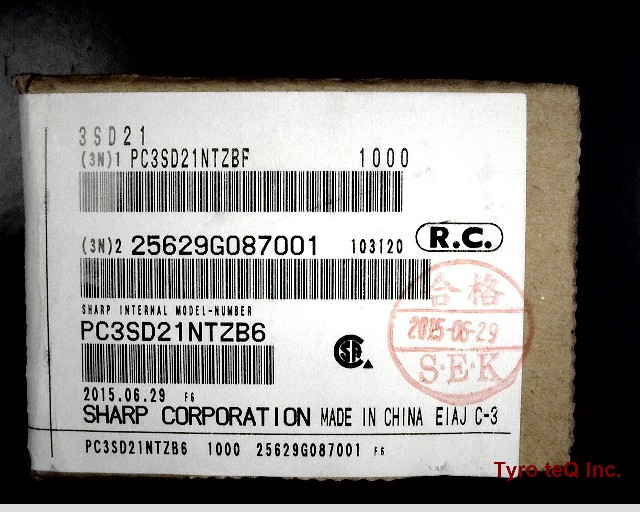 3SD21
(3N)1 PC3SD21NTZBF 1000
(3N)2 25629G087001 103120 R.C.
SHARP INTERNAL MODEL-NUMBER
PC3SD21NTZB6
合格
2015-06-29
S·E·K
SA
2015.06.29 F6
SHARP CORPORATION MADE IN CHINA EIAJ C-3
PC3SD21NTZB6 1000 25629G087001 F6
Tyro teQ Inc.